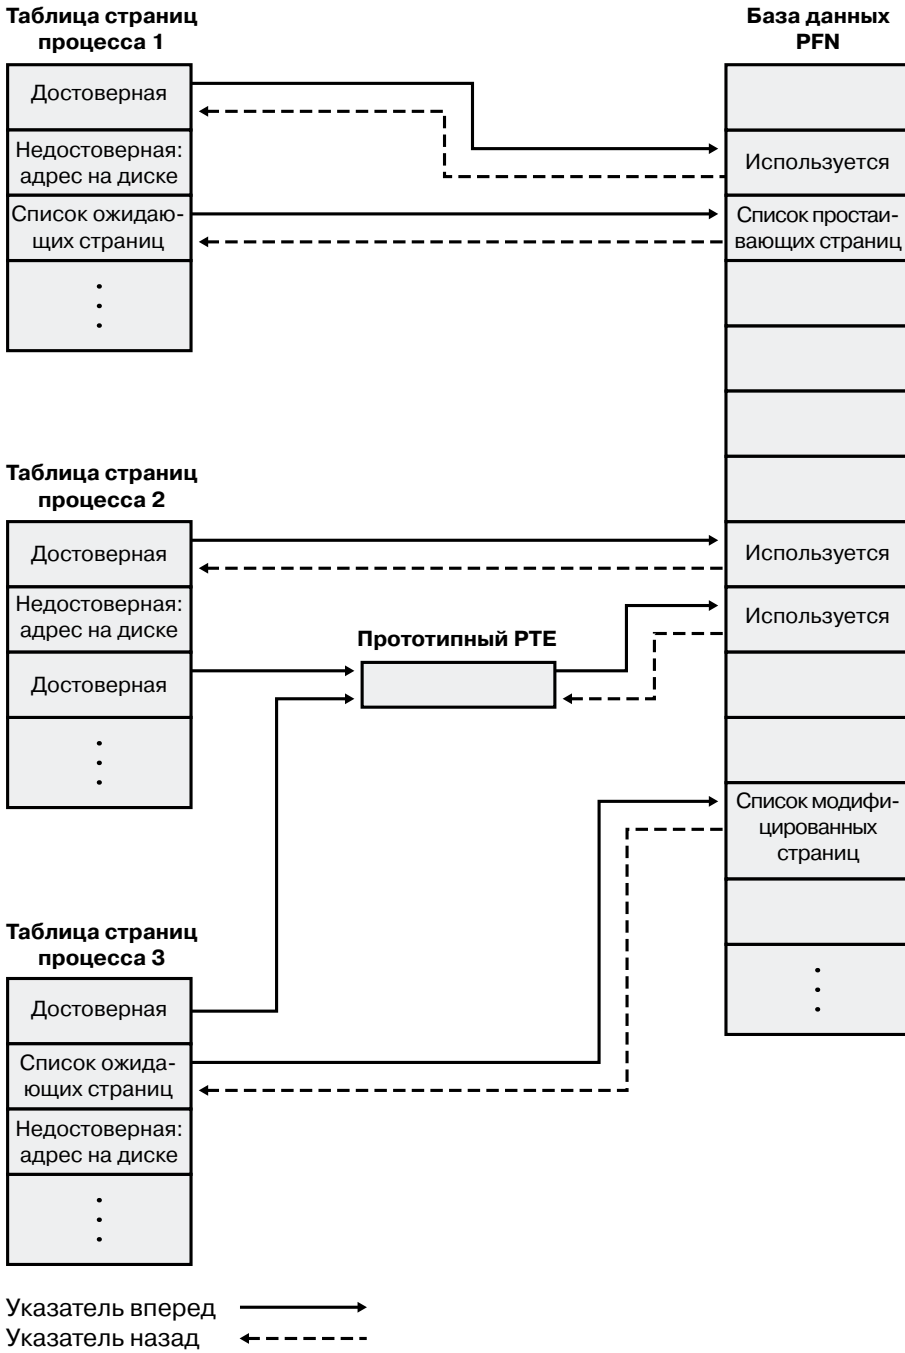 Таблица страниц
процесса 1
База данных
PFN
Достоверная
Недостоверная:
адрес на диске
Список ожидаю-
щих страниц
Используется
Список простаи-
вающих страниц
Таблица страниц
процесса 2
Достоверная
Недостоверная:
адрес на диске
Достоверная
Прототипный PTE
Используется
Используется
Список модифи-
цированных
страниц
Таблица страниц
процесса 3
Достоверная
Список ожида-
ющих страниц
Недостоверная:
адрес на диске
Указатель вперед
Указатель назад